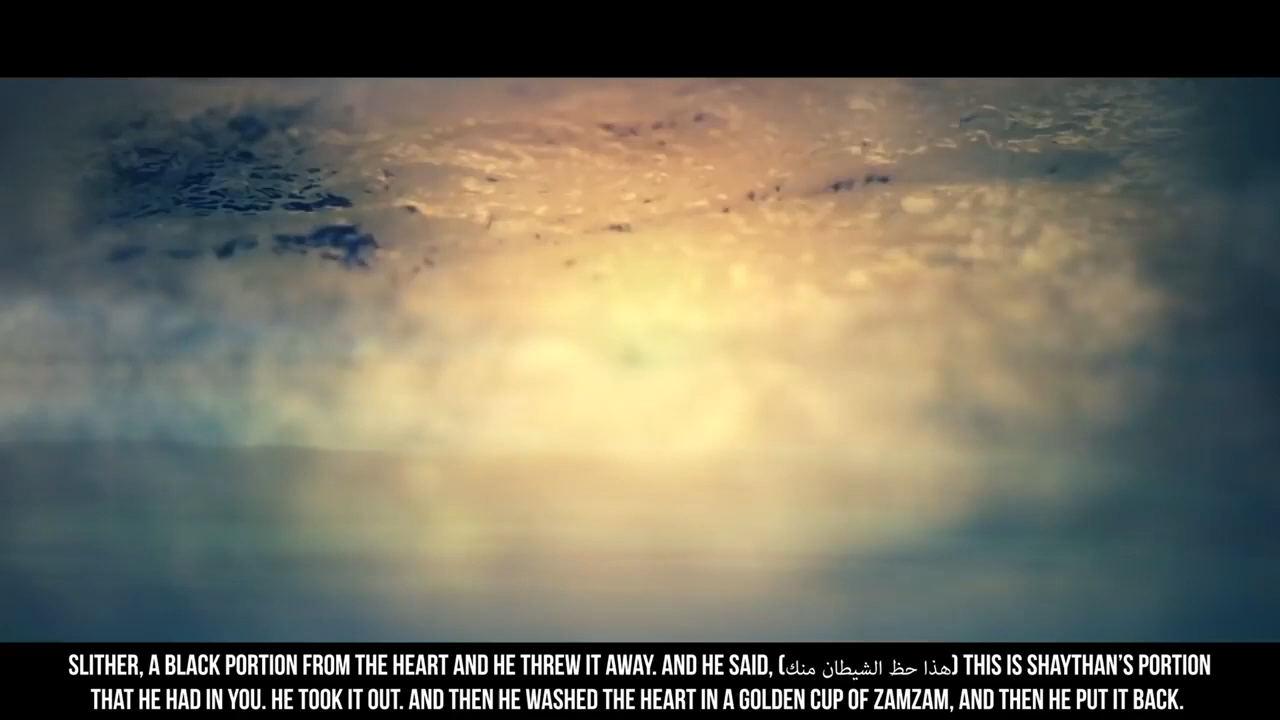 SLITHER, A BLACK PORTION FROM THE HEART AND HE THREW IT AWAY. AND HE SAID, (هذا حظ الشيطان منك) THIS IS SHAYTHAN'S PORTION
THAT HE HAD IN YOU. HE TOOK IT OUT. AND THEN HE WASHED THE HEART IN A GOLDEN CUP OF ZAMZAM, AND THEN HE PUT IT BACK.